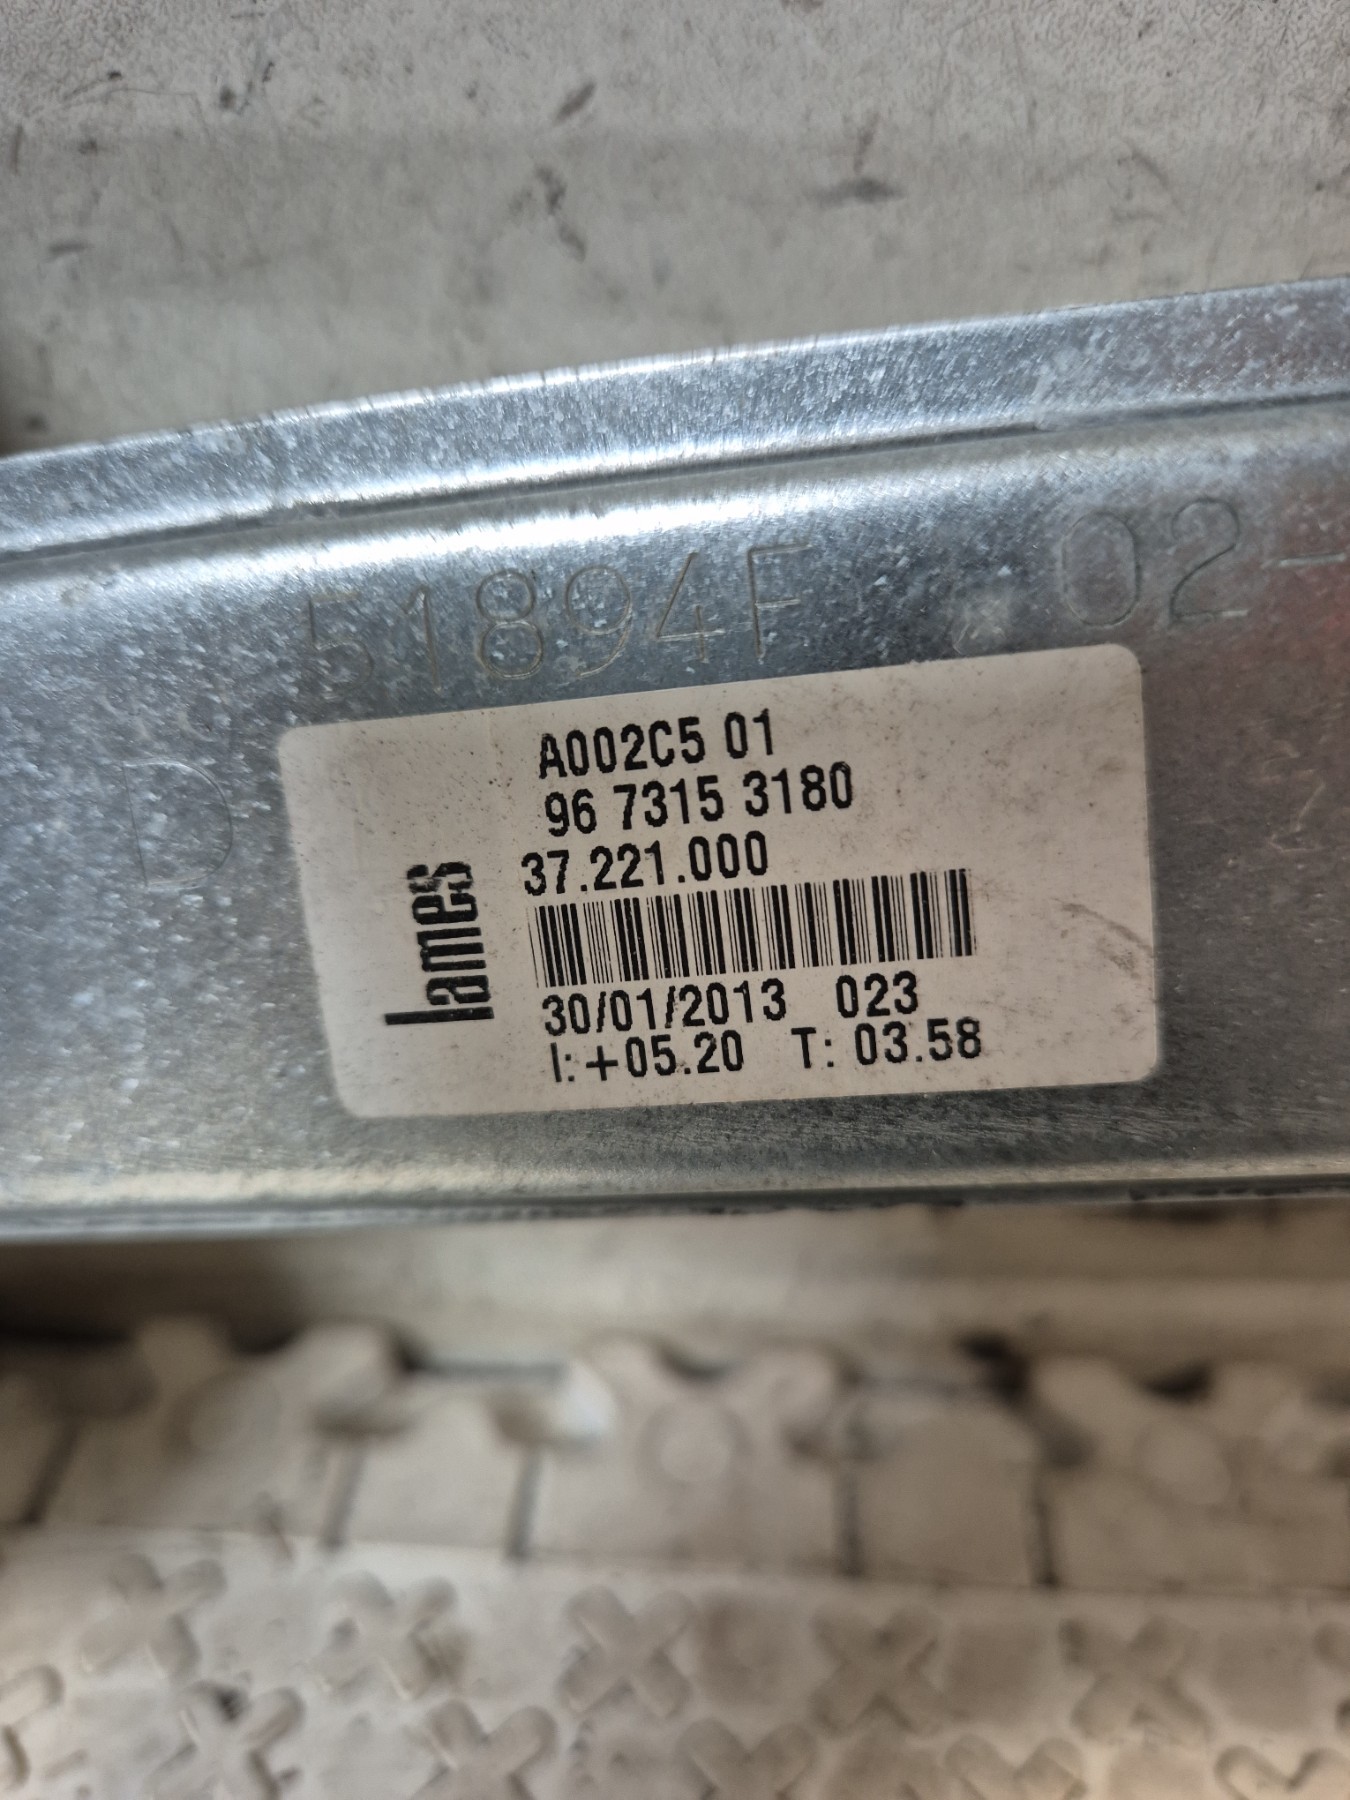 51894F 02-
D
A002C5 01
96 7315 3180
37.221.000
lames
30/01/2013 023
I:+05.20 T: 03.58